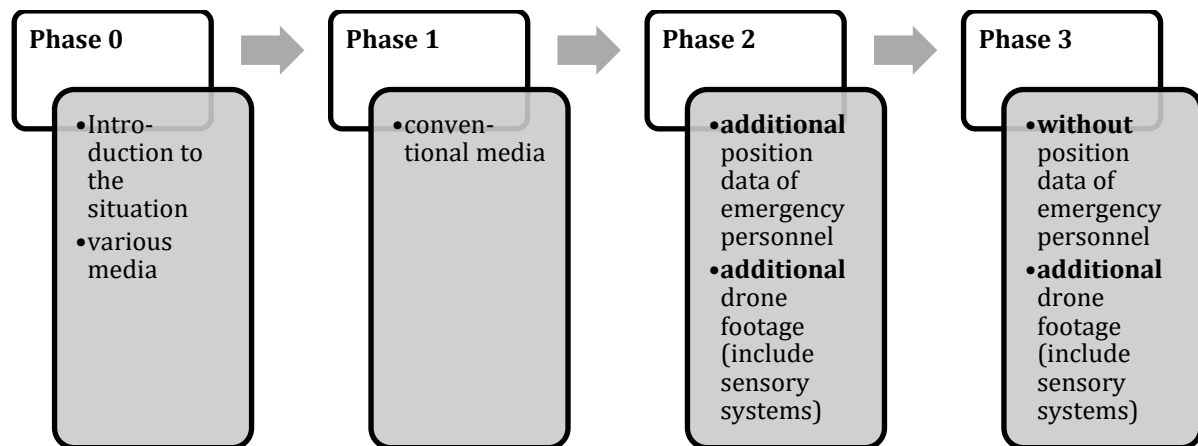 Phase 0
•Intro-
duction to
the
situation
•various
media
Phase 1
•conven-
tional media
Phase 2
•additional
position
data of
emergency
personnel
•additional
drone
footage
(include
sensory
systems)
Phase 3
•without
position
data of
emergency
personnel
•additional
drone
footage
(include
sensory
systems)